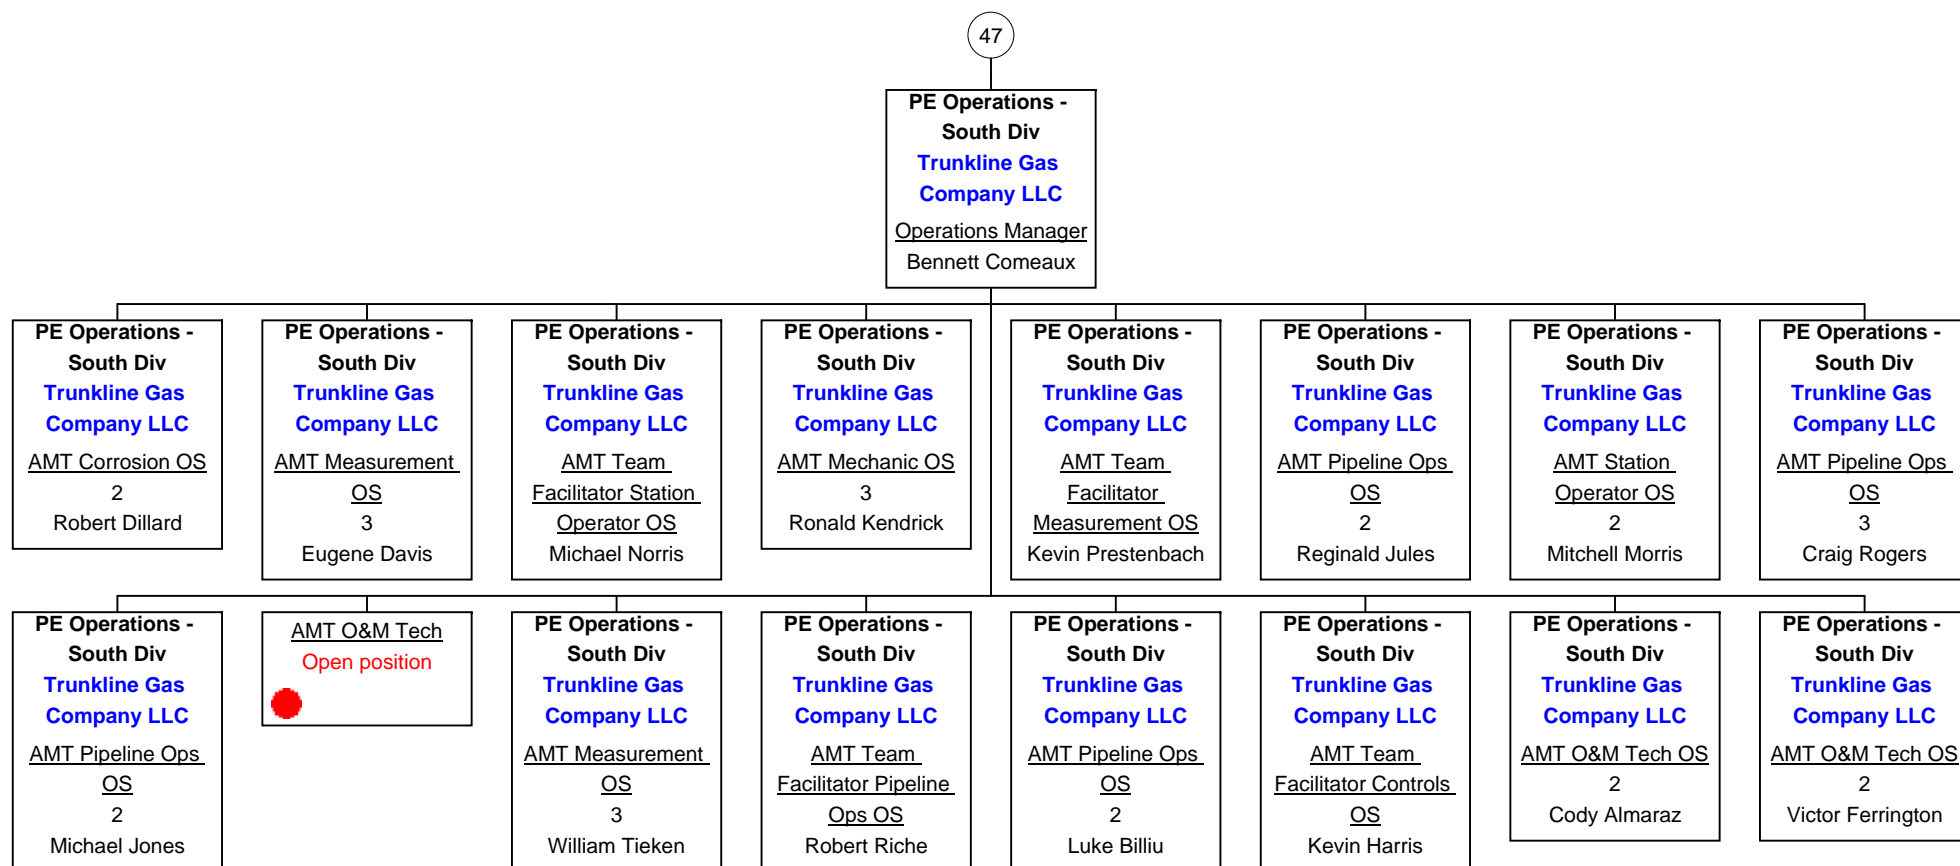 47
PE Operations -
South Div
Trunkline Gas
Company LLC
Operations Manager
Bennett Comeaux
PE Operations -
South Div
Trunkline Gas
Company LLC
AMT Corrosion OS
2
Robert Dillard
PE Operations -
South Div
Trunkline Gas
Company LLC
AMT Measurement
OS
3
Eugene Davis
PE Operations -
South Div
Trunkline Gas
Company LLC
AMT Team
Facilitator Station
Operator OS
Michael Norris
PE Operations -
South Div
Trunkline Gas
Company LLC
AMT Mechanic OS
3
Ronald Kendrick
PE Operations -
South Div
Trunkline Gas
Company LLC
AMT Team
Facilitator
Measurement OS
Kevin Prestenbach
PE Operations -
South Div
Trunkline Gas
Company LLC
AMT Pipeline Ops
OS
2
Reginald Jules
PE Operations -
South Div
Trunkline Gas
Company LLC
AMT Station
Operator OS
2
Mitchell Morris
PE Operations -
South Div
Trunkline Gas
Company LLC
AMT Pipeline Ops
OS
3
Craig Rogers
PE Operations -
South Div
Trunkline Gas
Company LLC
AMT Pipeline Ops
OS
2
Michael Jones
AMT O&M Tech
Open position
PE Operations -
South Div
Trunkline Gas
Company LLC
AMT Measurement
OS
3
William Tieken
PE Operations -
South Div
Trunkline Gas
Company LLC
AMT Team
Facilitator Pipeline
Ops OS
Robert Riche
PE Operations -
South Div
Trunkline Gas
Company LLC
AMT Pipeline Ops
OS
2
Luke Billiu
PE Operations -
South Div
Trunkline Gas
Company LLC
AMT Team
Facilitator Controls
OS
Kevin Harris
PE Operations -
South Div
Trunkline Gas
Company LLC
AMT O&M Tech OS
2
Cody Almaraz
PE Operations -
South Div
Trunkline Gas
Company LLC
AMT O&M Tech OS
2
Victor Ferrington